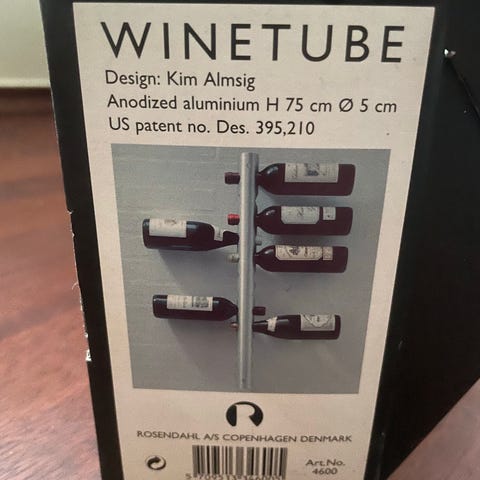 WINETUBE
Design: Kim Almsig
Anodized aluminium H 75 cm Ø 5 cm
US patent no. Des. 395,210
ROSENDAHL A/S COPENHAGEN DENMARK
Art.No.
4600